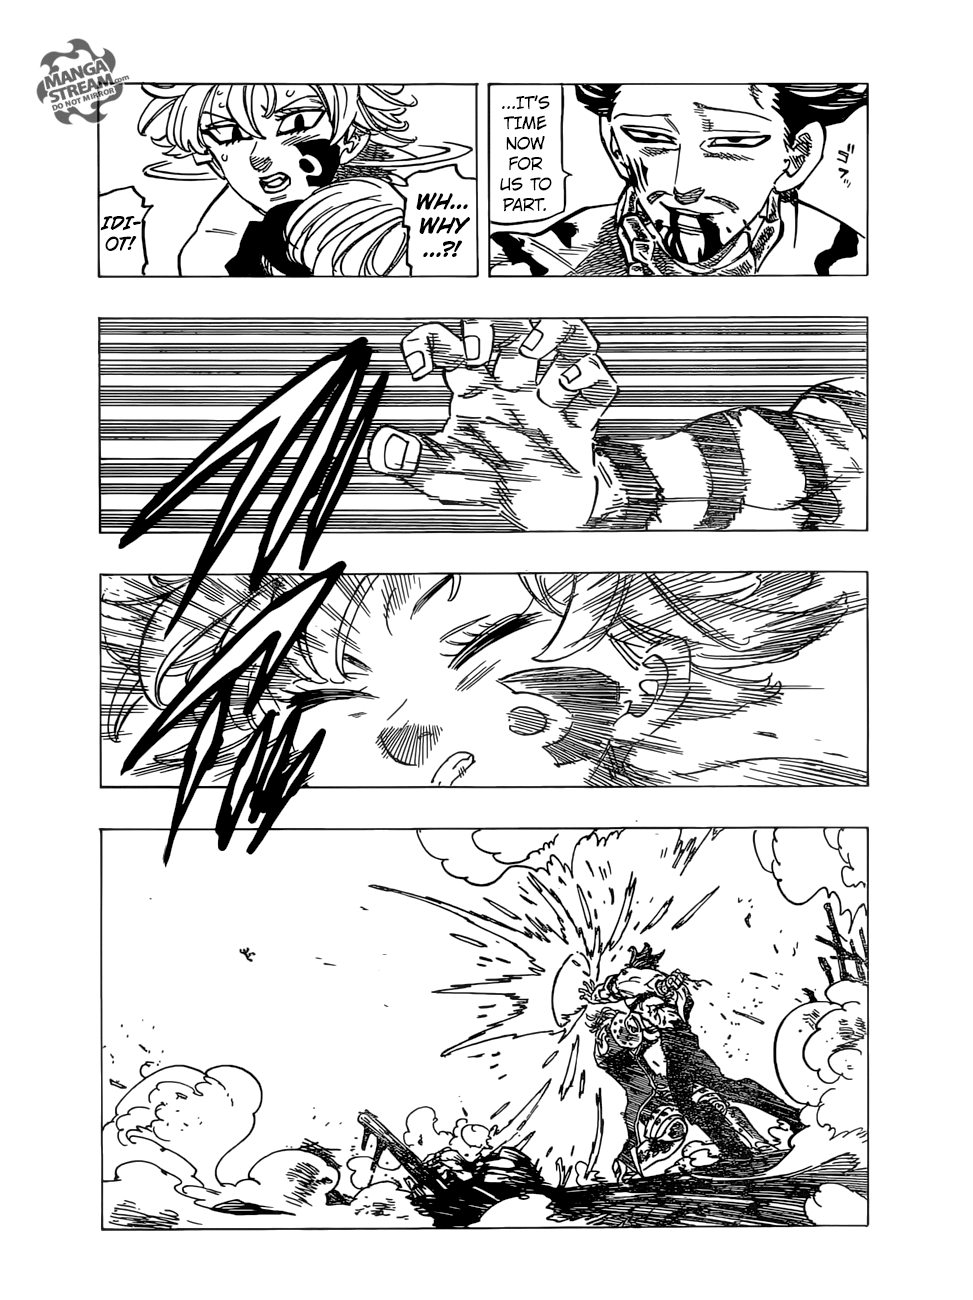 MANGA
STREAM.com
DO NOT MIRROR
...IT'S
TIME
NOW
FOR
US TO
PART.
WH...
WHY
...?!
IDI-
OT!